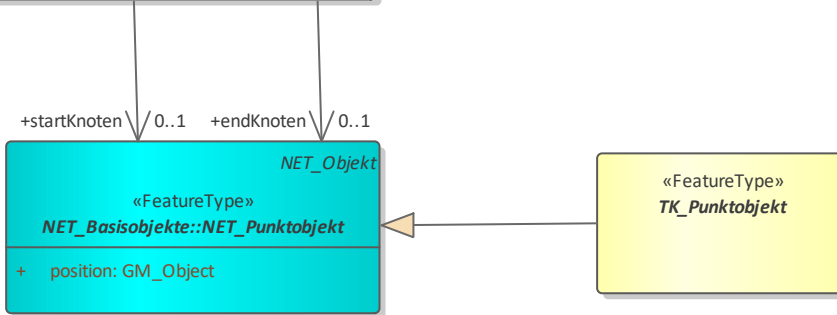 +startKnoten 0..1 +endKnoten 0..1
NET_Objekt
«FeatureType»
NET_Basisobjekte::NET_Punktobjekt
+ position: GM_Object
«FeatureType»
TK_Punktobjekt